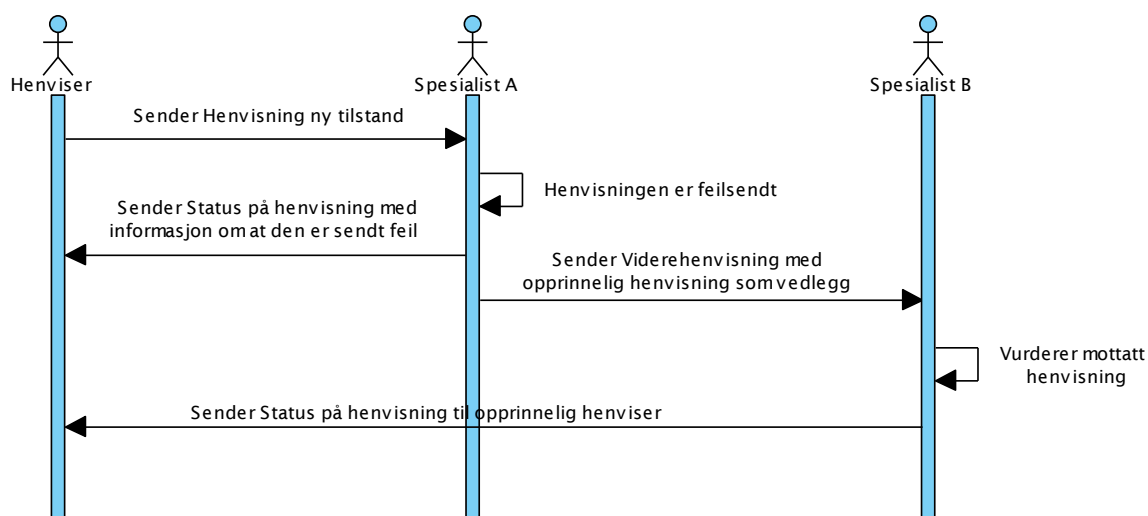 Henviser
Spesialist A
Spesialist B
Sender Henvisning ny tilstand
Henvisningen er feilsendt
Sender Status på henvisning med
informasjon om at den er sendt feil
Sender Viderehenvisning med
opprinnelig henvisning som vedlegg
Vurderer mottatt
henvisning
Sender Status på henvisning til opprinnelig henviser